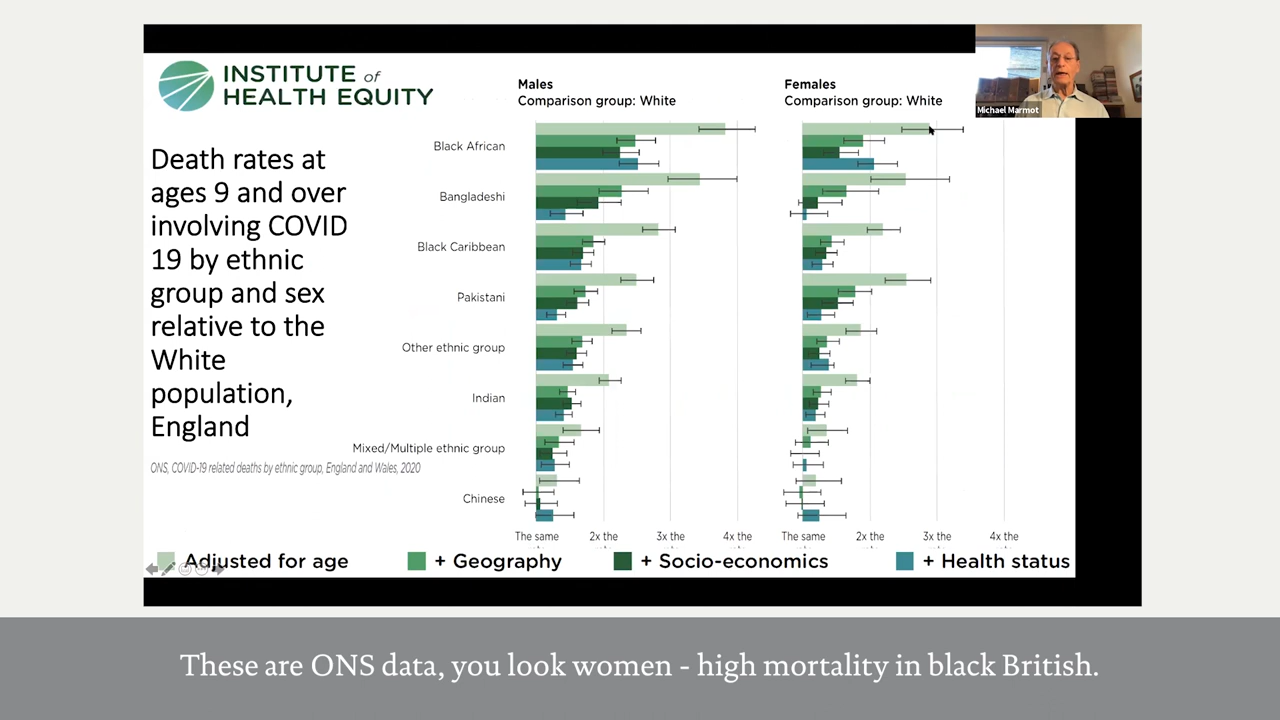 INSTITUTE of
HEALTH EQUITY
Death rates at
ages 9 and over
involving COVID
19 by ethnic
group and sex
relative to the
White
population,
England
ONS, COVID-19 related deaths by ethnic group, England and Wales, 2020
Males
Comparison group: White
Females
Comparison group: White
Michael Marmot
Black African
Bangladeshi
Black Caribbean
Pakistani
Other ethnic group
Indian
Mixed/Multiple ethnic group
Chinese
The same
2x the
3x the
4x the
The same
2x the
3x the
4x the
Adjusted for age
+ Geography
+ Socio-economics
+ Health status
These are ONS data, you look women - high mortality in black British.